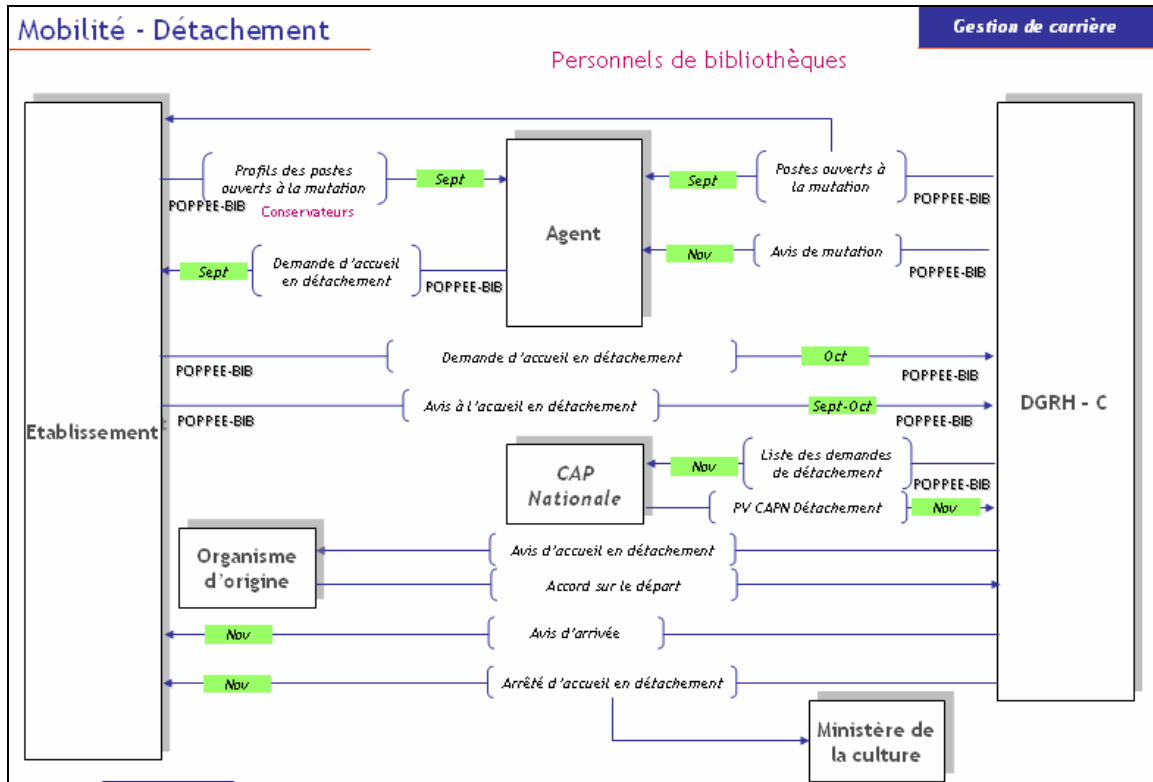 Mobilité - Détachement
Gestion de carrière
Personnels de bibliothèques
Etablissement
Profils des postes
ouverts à la mutation
Conservateurs
POPPEE-BIB
Sept
Agent
Sept
Postes ouverts à
la mutation
POPPEE-BIB
Nov
Avis de mutation
POPPEE-BIB
Sept
Demande d'accueil
en détachement
POPPEE-BIB
POPPEE-BIB
Demande d'accueil en détachement
Oct
POPPEE-BIB
POPPEE-BIB
Avis à l'accueil en détachement
Sept-Oct
POPPEE-BIB
DGRH - C
CAP
Nationale
Nov
Liste des demandes
de détachement
POPPEE-BIB
PV CAPN Détachement
Nov
Organisme
d'origine
Avis d'accueil en détachement
Accord sur le départ
Nov
Avis d'arrivée
Nov
Arrêté d'accueil en détachement
Ministère de
la culture